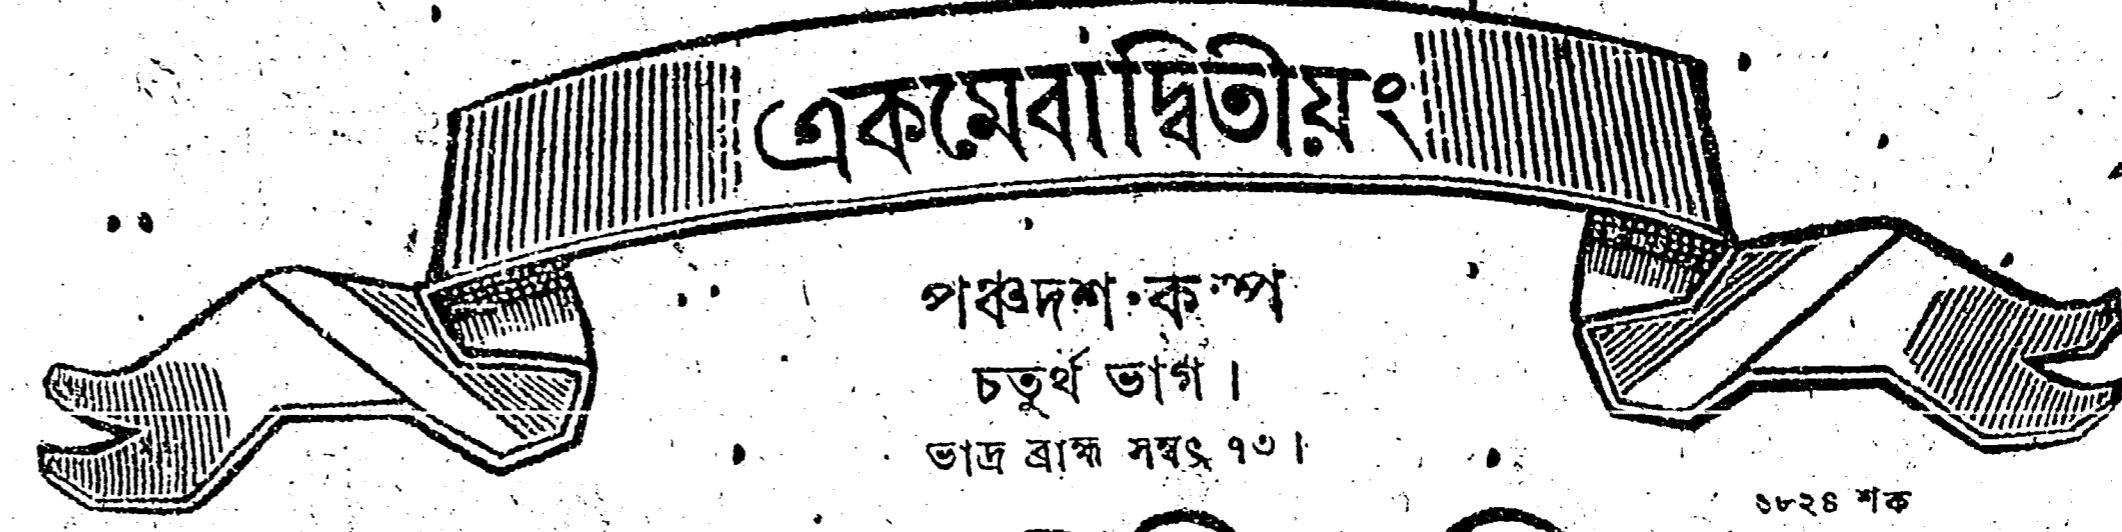 একমেবাদ্বিতীয়ং
পঞ্চদশ কল্প
চতুর্থ ভাগ।
ভাদ্র ব্রাহ্ম সম্বৎ ৭৩।
১৮২৪ শক